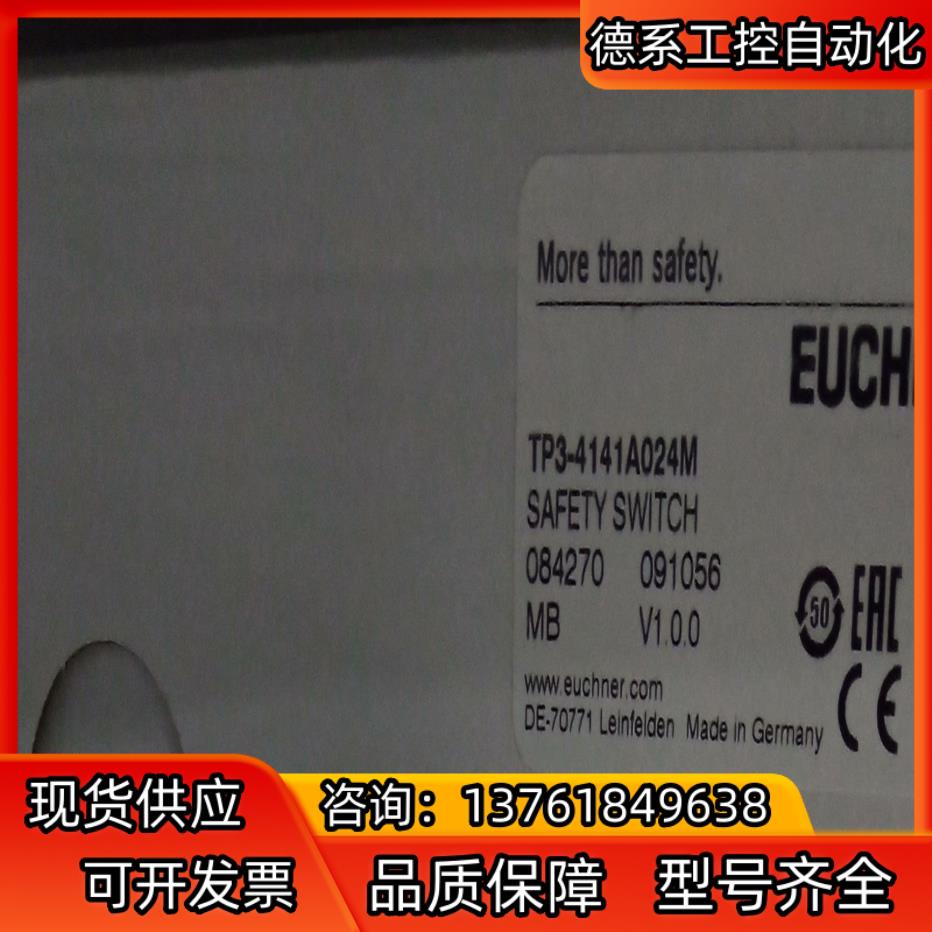 德系工控自动化
More than safety.
EUCH
TP3-4141A024M
SAFETY SWITCH
084270 091056
MB V1.0.0
50 EAC
CE
www.euchner.com
DE-70771 Leinfelden Made in Germany
现货供应
咨询：13761849638
可开发票 品质保障 型号齐全